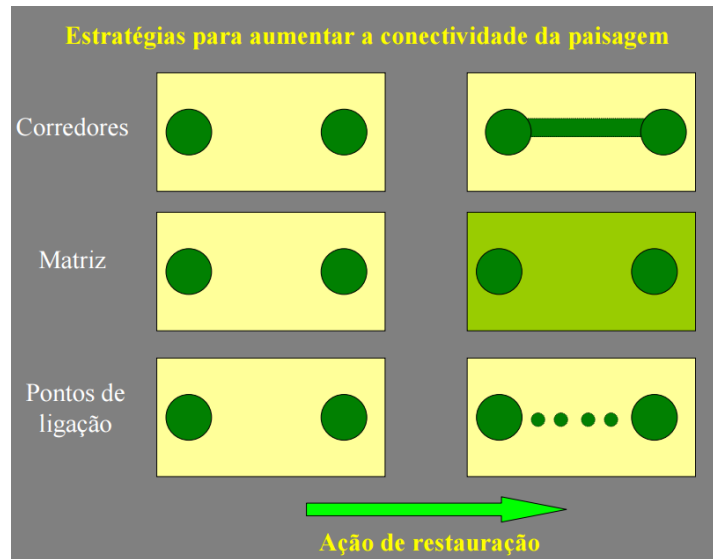 Estratégias para aumentar a conectividade da paisagem
Corredores
Matriz
Pontos de
ligação
Ação de restauração